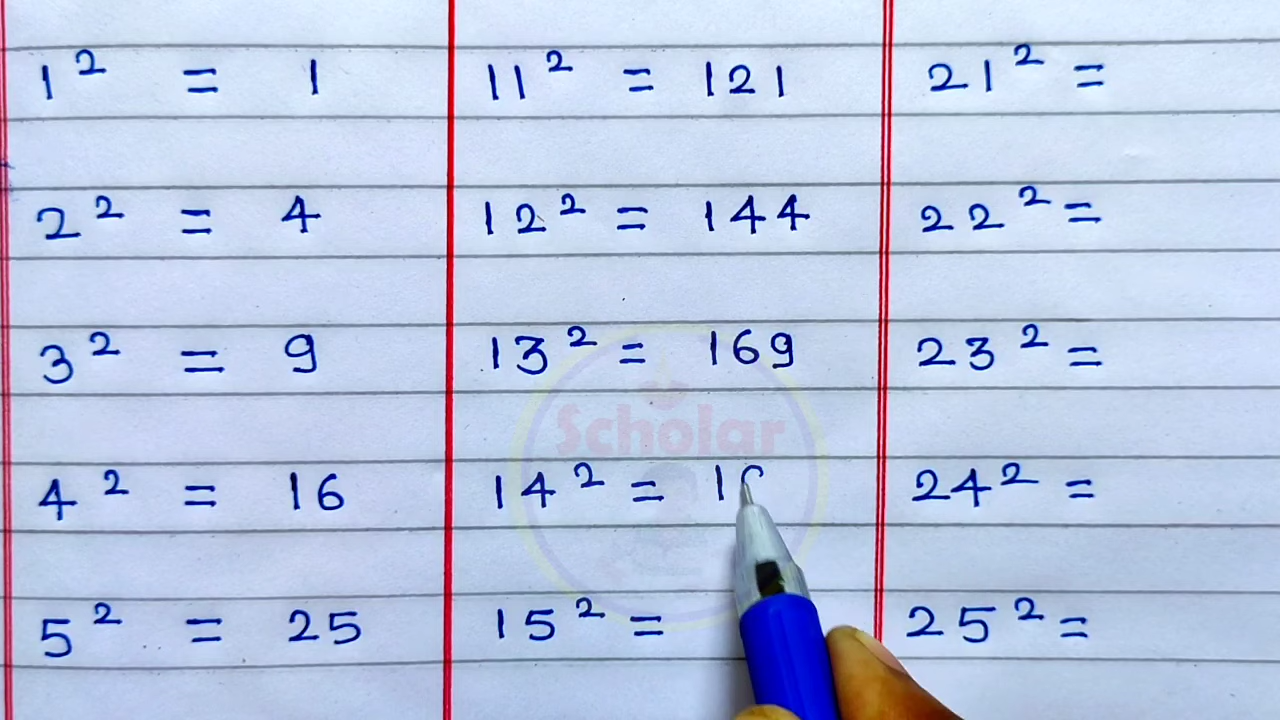 1² = 1
2² = 4
3² = 9
4² = 16
5² = 25
11² = 121
12² = 144
13² = 169
14² = 1
15² =
21² =
22² =
23² =
24² =
25² =
Scholar